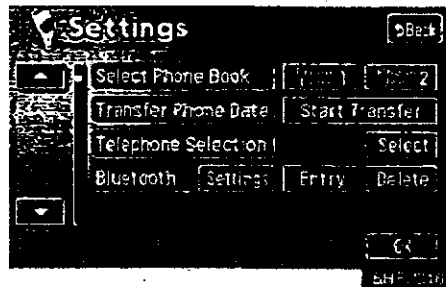 Settings
Back
Select Phone Book
Transfer Phone Data Start Transfer
Telephone Selection Select
Bluetooth Settings Entry Delete
OK